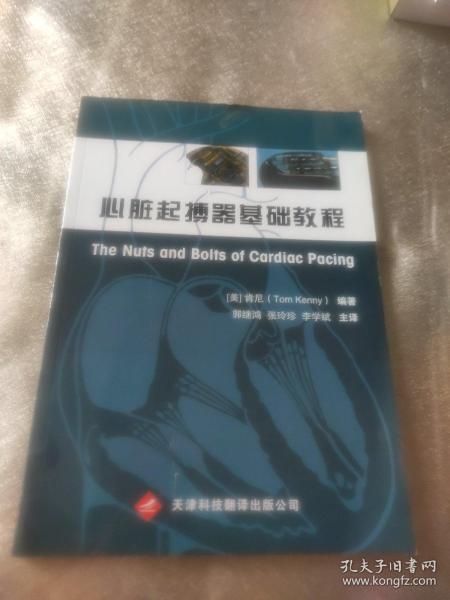 心脏起搏器基础教程
The Nuts and Bolts of Cardiac Pacing
[美] 肯尼（Tom Kenny） 编著
郭继鸿 张玲珍 李学斌 主译
天津科技翻译出版公司
孔夫子旧书网
www.kongfz.com